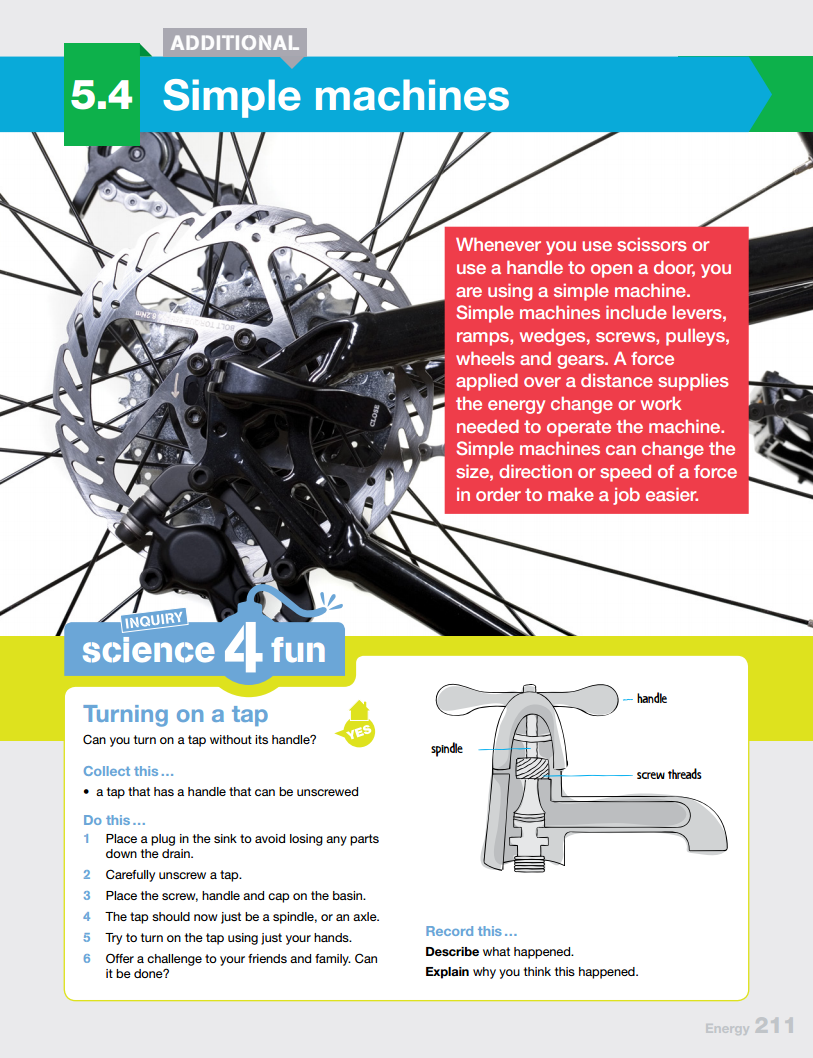 ADDITIONAL
5.4 Simple machines
Whenever you use scissors or
use a handle to open a door, you
are using a simple machine.
Simple machines include levers,
ramps, wedges, screws, pulleys,
wheels and gears. A force
applied over a distance supplies
the energy change or work
needed to operate the machine.
Simple machines can change the
size, direction or speed of a force
in order to make a job easier.
CLOSE
INQUIRY
science 4 fun
Turning on a tap
Can you turn on a tap without its handle?
YES
Collect this…
• a tap that has a handle that can be unscrewed
Do this…
1 Place a plug in the sink to avoid losing any parts
down the drain.
2 Carefully unscrew a tap.
3 Place the screw, handle and cap on the basin.
4 The tap should now just be a spindle, or an axle.
5 Try to turn on the tap using just your hands.
6 Offer a challenge to your friends and family. Can
it be done?
handle
spindle
screw threads
Record this…
Describe what happened.
Explain why you think this happened.
Energy 211